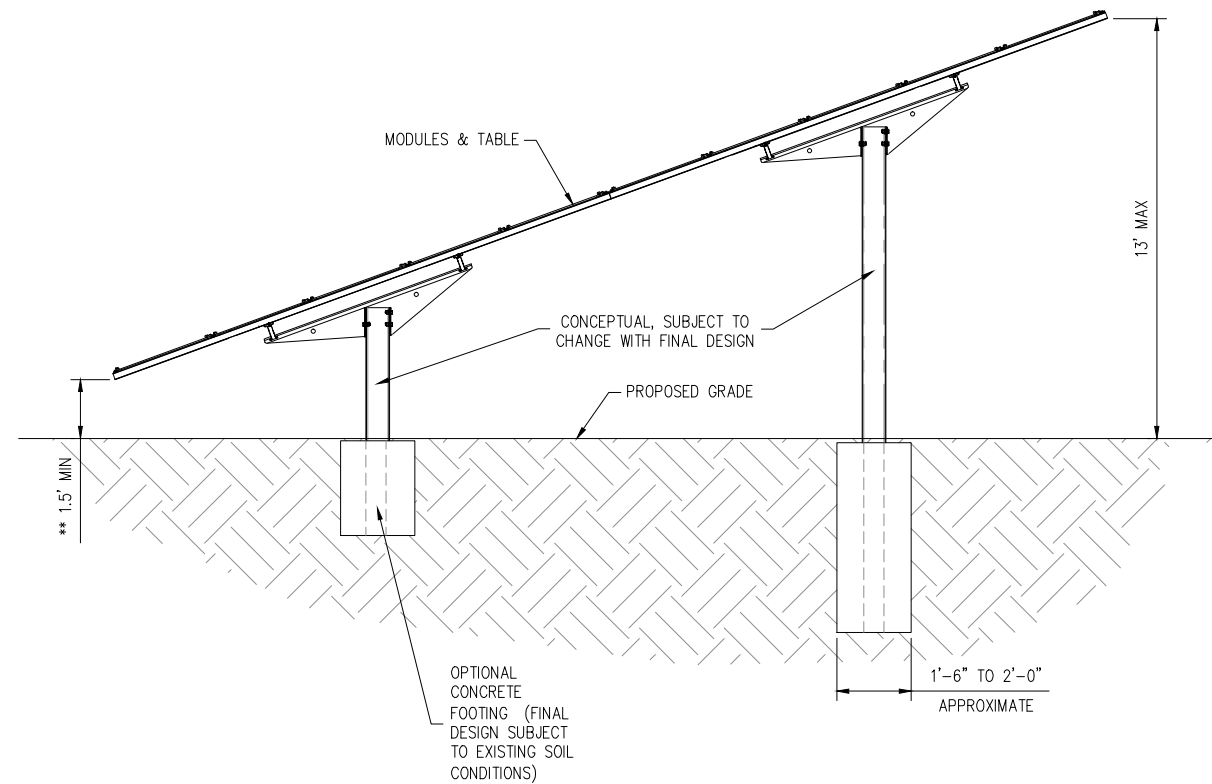 MODULES & TABLE
13' MAX
CONCEPTUAL, SUBJECT TO
CHANGE WITH FINAL DESIGN
PROPOSED GRADE
** 1.5' MIN
OPTIONAL
CONCRETE
FOOTING (FINAL
DESIGN SUBJECT
TO EXISTING SOIL
CONDITIONS)
1'-6" TO 2'-0"
APPROXIMATE